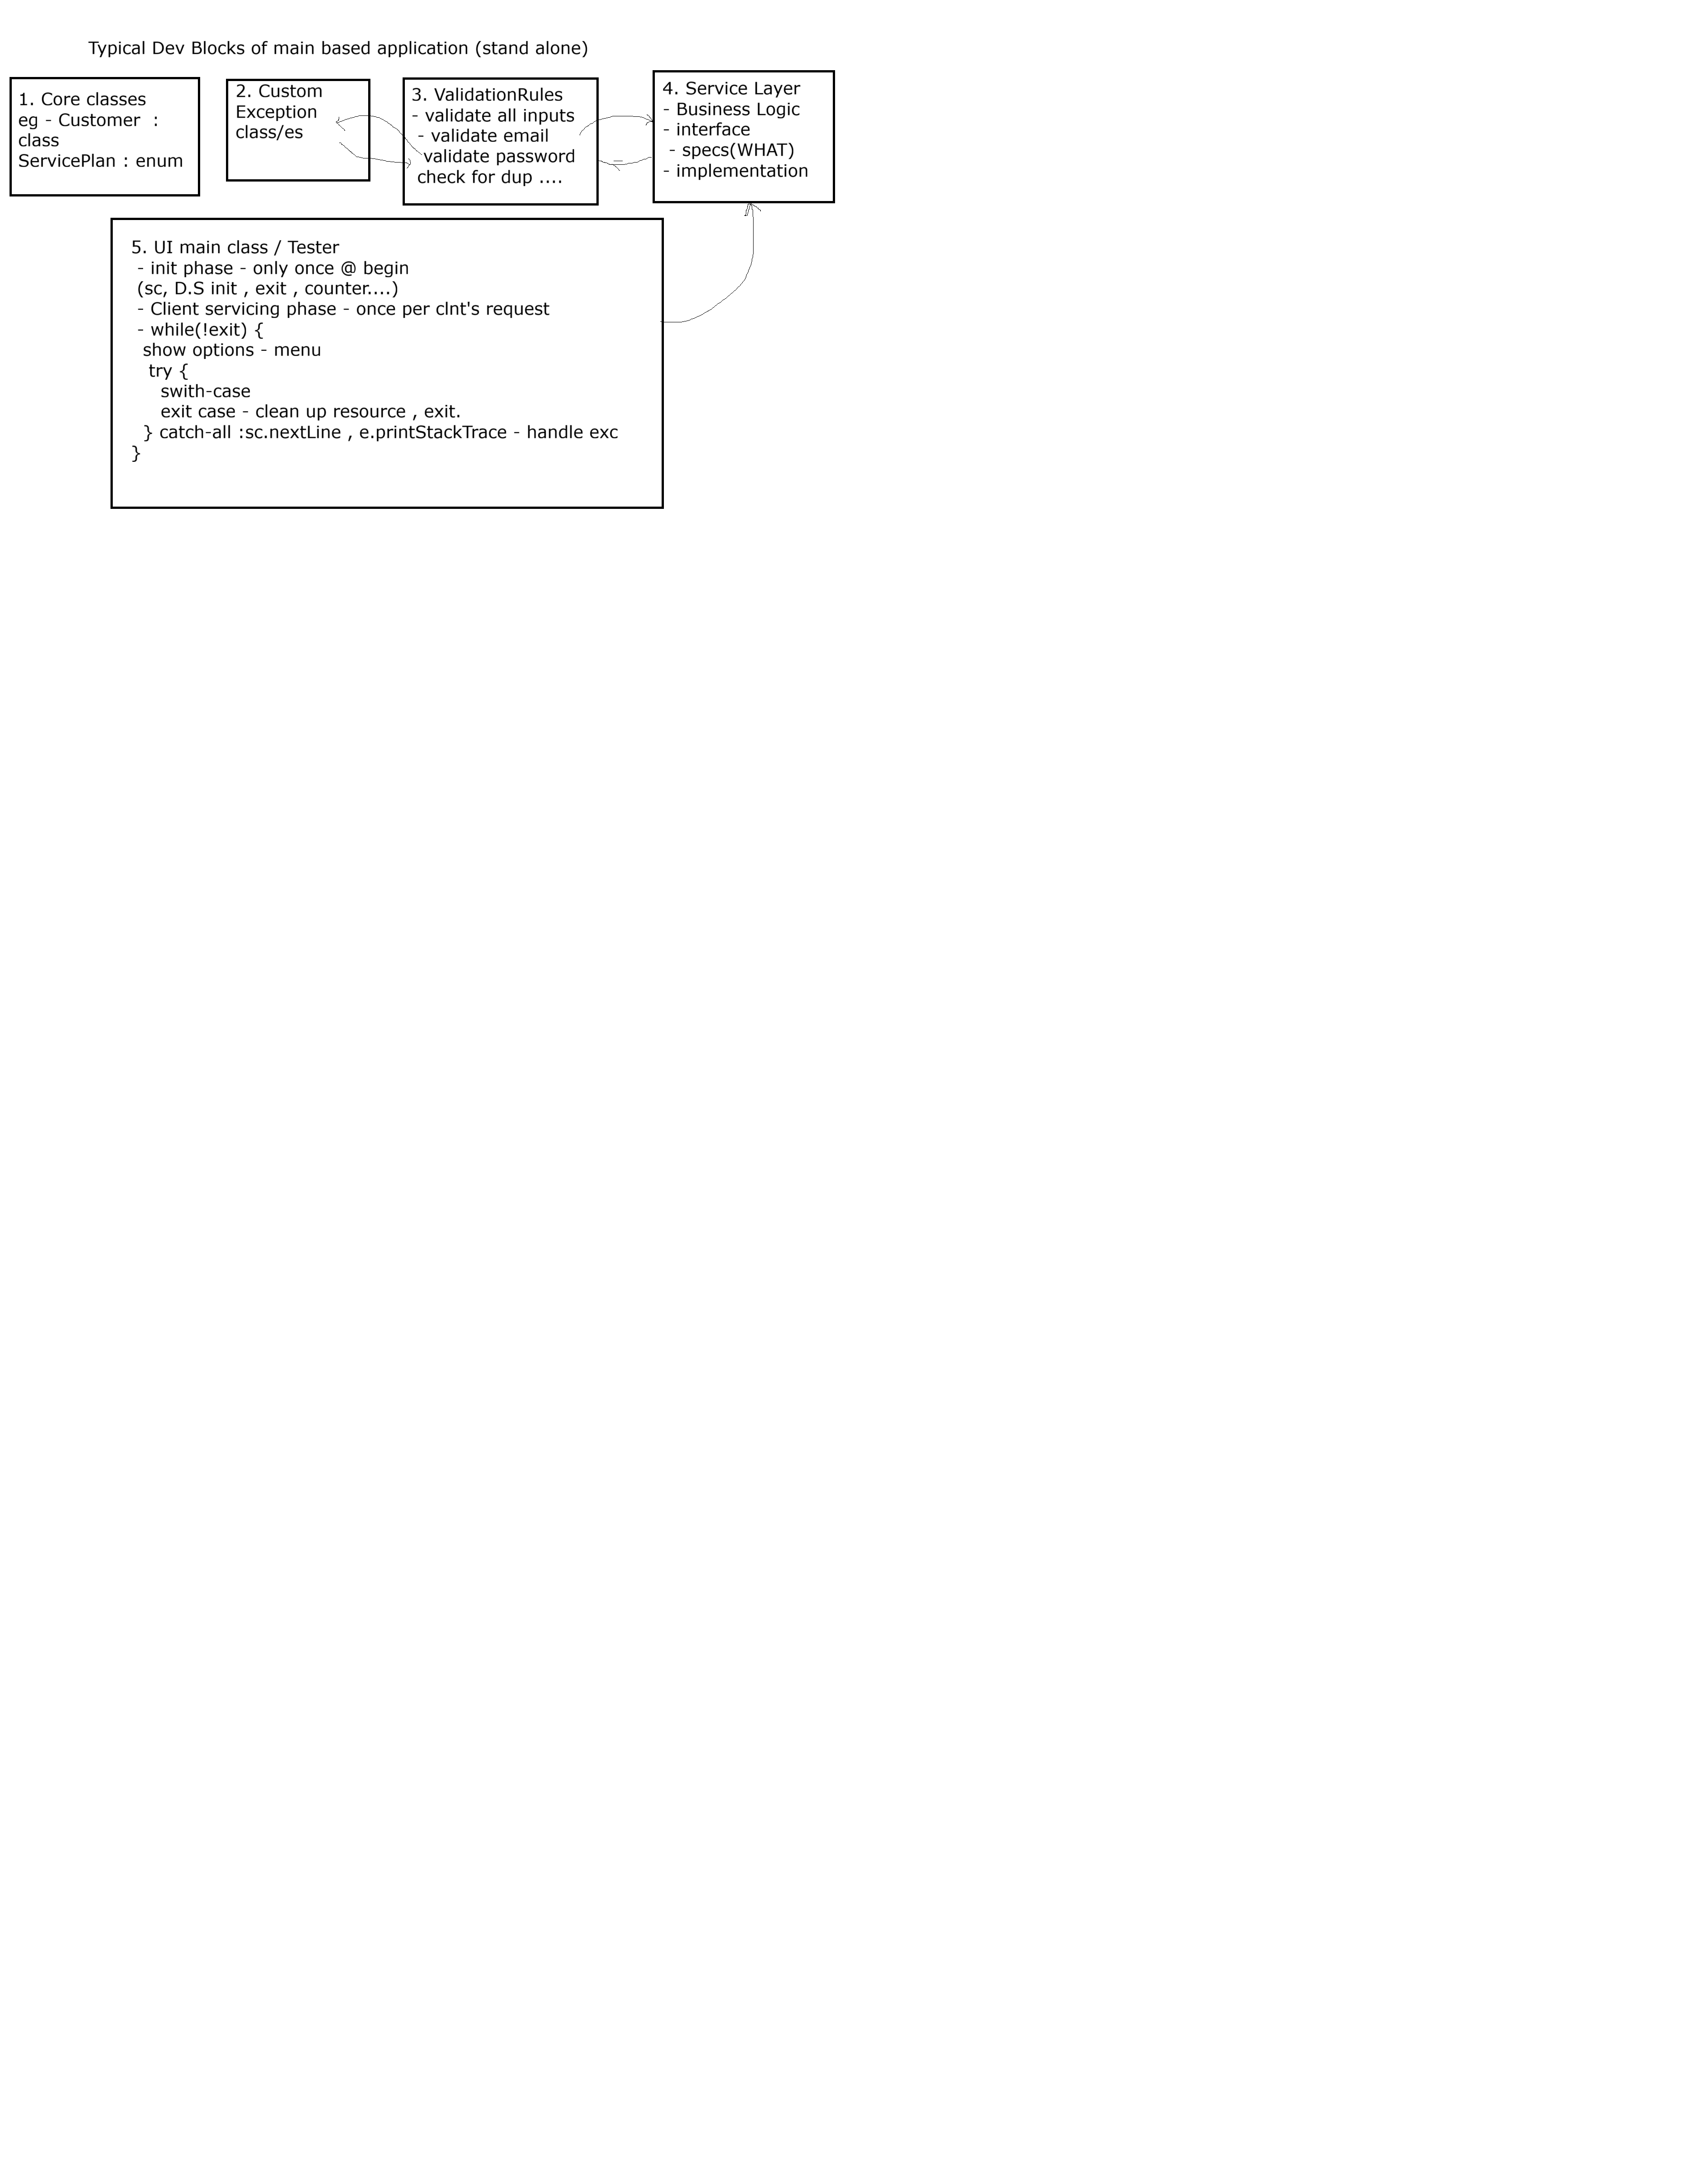 Typical Dev Blocks of main based application (stand alone)
1. Core classes
eg - Customer  :
class
ServicePlan : enum
2. Custom
Exception
class/es
3. ValidationRules
- validate all inputs
- validate email
validate password
check for dup ....
4. Service Layer
- Business Logic
- interface
- specs(WHAT)
- implementation
5. UI main class / Tester
- init phase - only once @ begin
(sc, D.S init , exit , counter....)
- Client servicing phase - once per clnt's request
- while(!exit) {
show options - menu
try {
swith-case
exit case - clean up resource , exit.
} catch-all :sc.nextLine , e.printStackTrace - handle exc
}